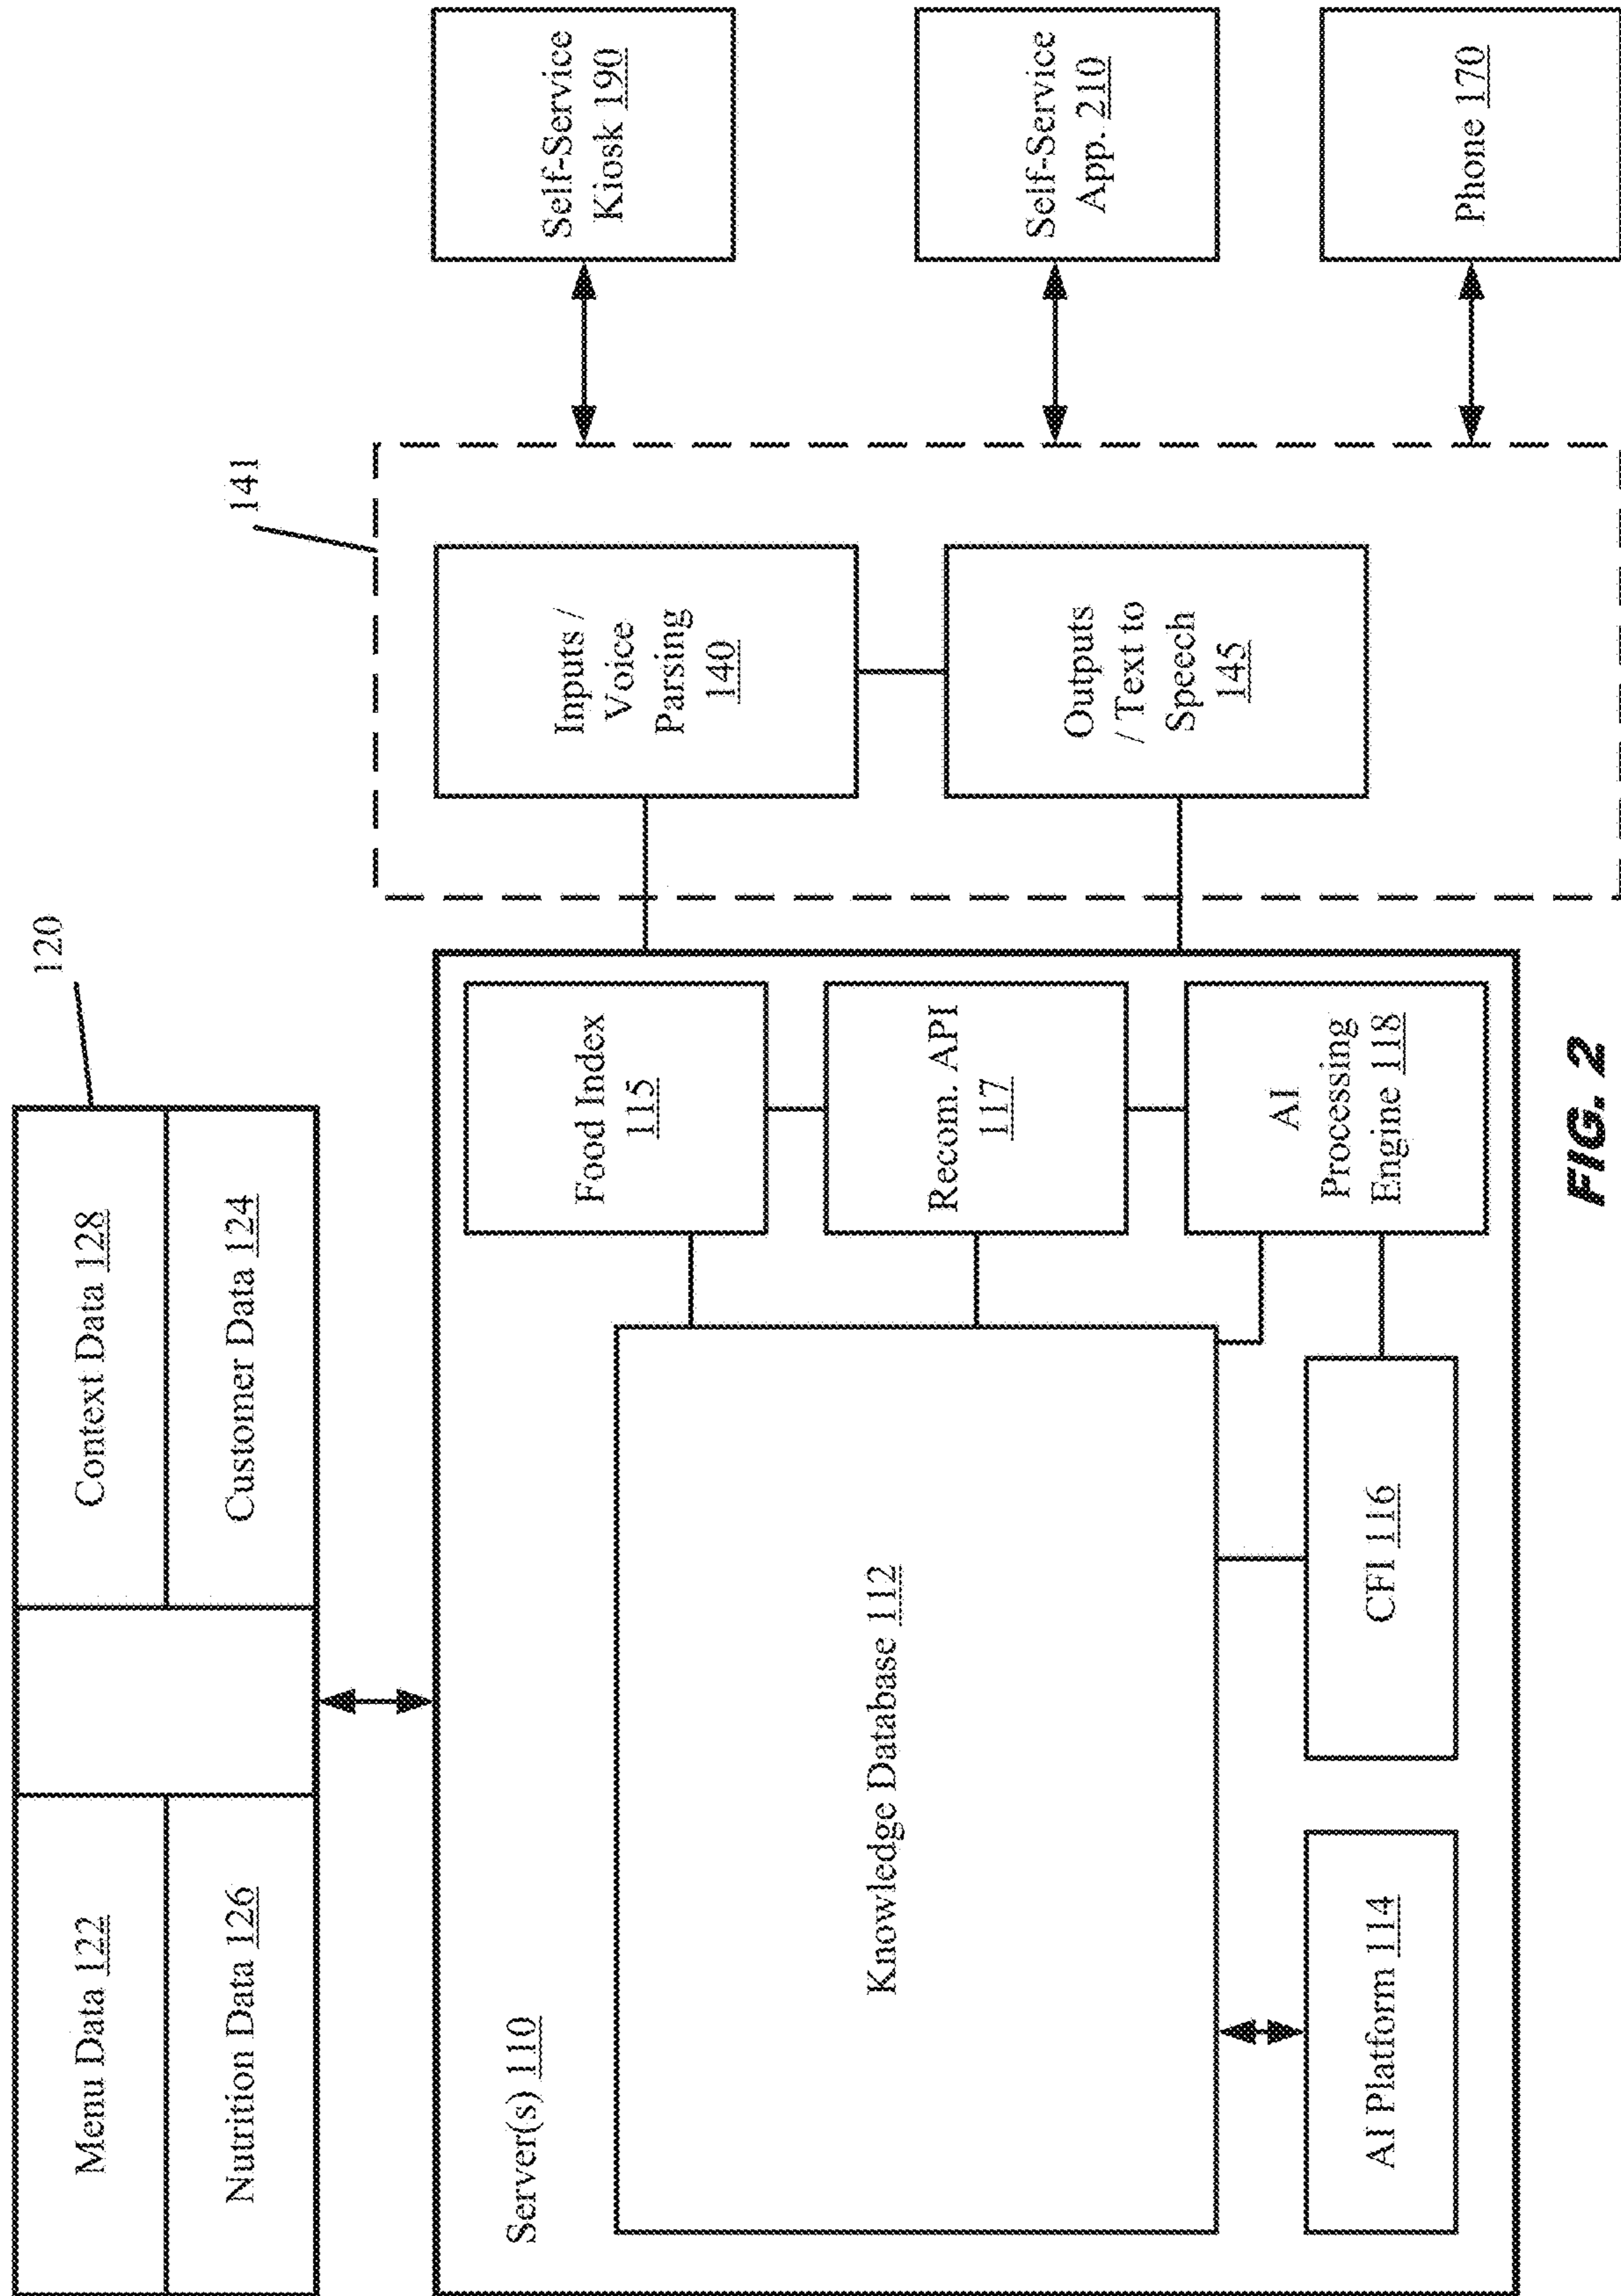 120
Menu Data 122
Context Data 128
Nutrition Data 126
Customer Data 124
Server(s) 110
Knowledge Database 112
AI Platform 114
CFI 116
Food Index
115
Recom. API
117
AI
Processing
Engine 118
141
Inputs /
Voice
Parsing
140
Outputs
/ Text to
Speech
145
Self-Service
Kiosk 190
Self-Service
App. 210
Phone 170
FIG. 2